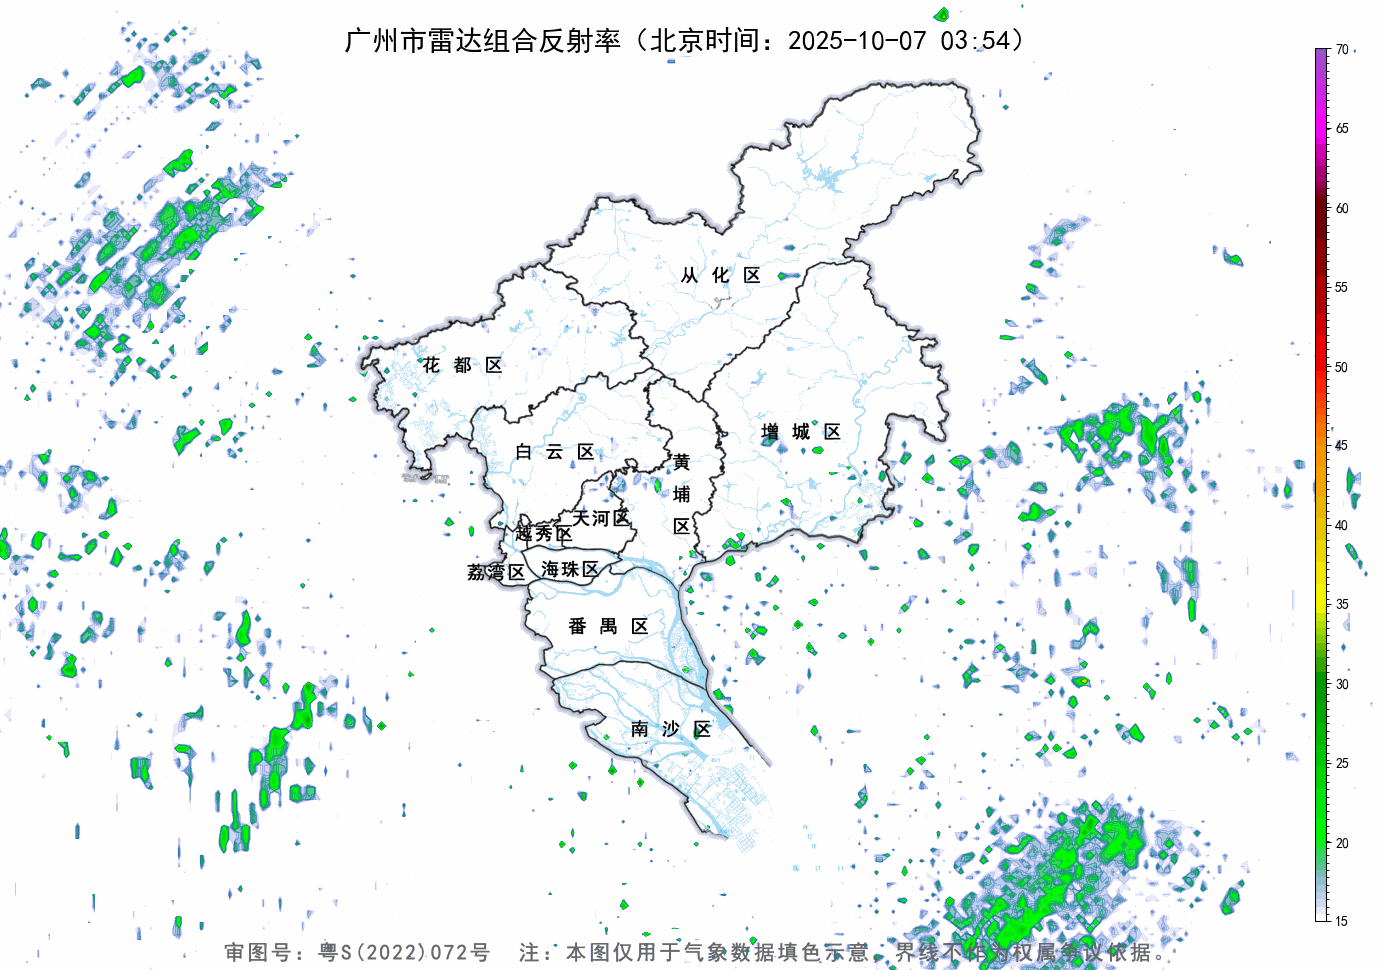 广州市雷达组合反射率（北京时间：2025-10-07 03:54）
70
65
60
55
50
45
40
35
30
25
20
15
从化区
花都区
增城区
白云区
黄埔区
天河区
越秀区
荔湾区
海珠区
番禺区
南沙区
审图号：粤S(2022)072号 注：本图仅用于气象数据填色示意，界线不作为权属争议依据。